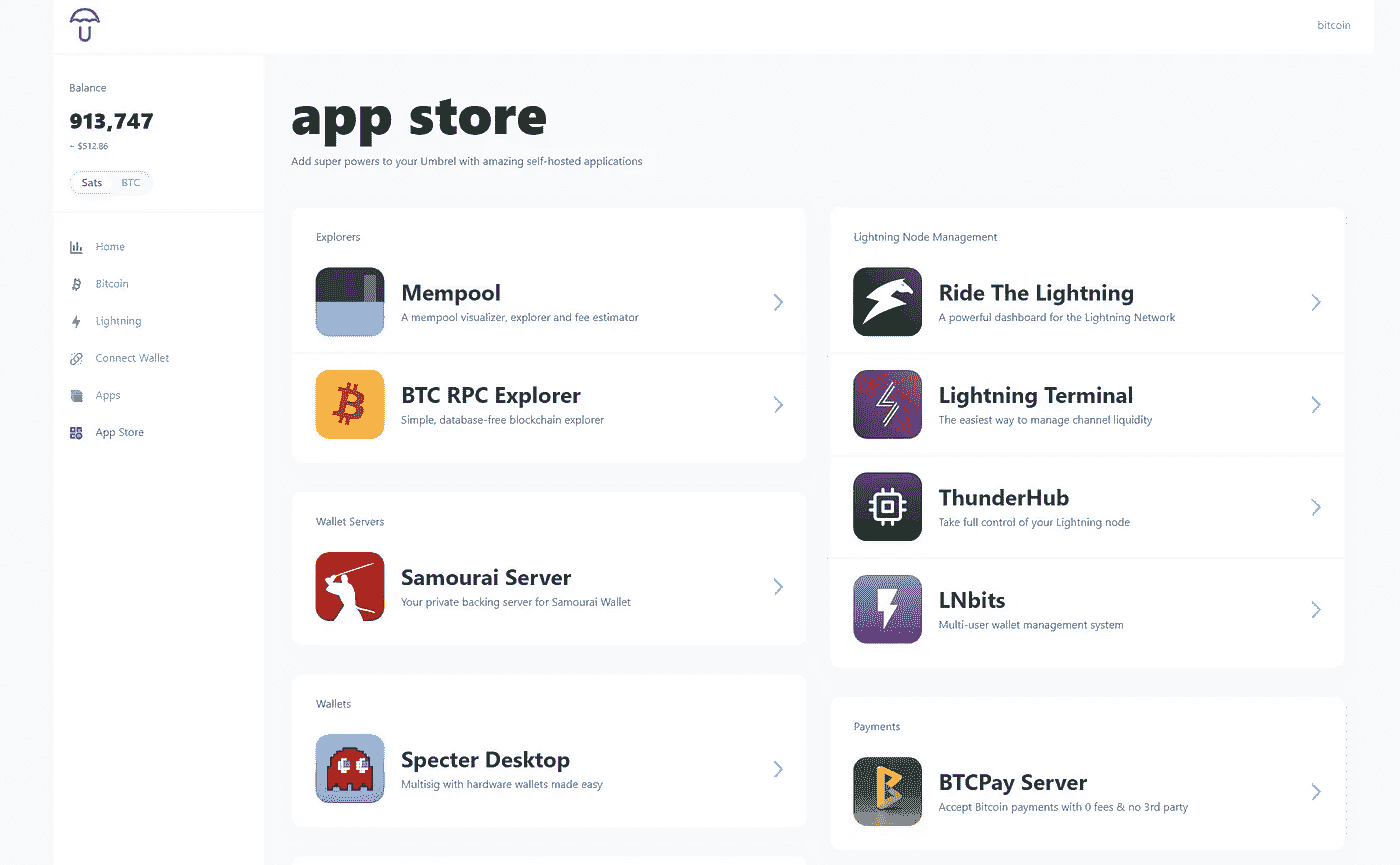 bitcoin
Balance
913,747
~ $512.86
Sats BTC
Home
Bitcoin
Lightning
Connect Wallet
Apps
App Store
app store
Add super powers to your Umbrel with amazing self-hosted applications
Explorers
Mempool
A mempool visualizer, explorer and fee estimator
BTC RPC Explorer
Simple, database-free blockchain explorer
Wallet Servers
Samourai Server
Your private backing server for Samourai Wallet
Wallets
Specter Desktop
Multisig with hardware wallets made easy
Lightning Node Management
Ride The Lightning
A powerful dashboard for the Lightning Network
Lightning Terminal
The easiest way to manage channel liquidity
ThunderHub
Take full control of your Lightning node
LNbits
Multi-user wallet management system
Payments
BTCPay Server
Accept Bitcoin payments with 0 fees & no 3rd party